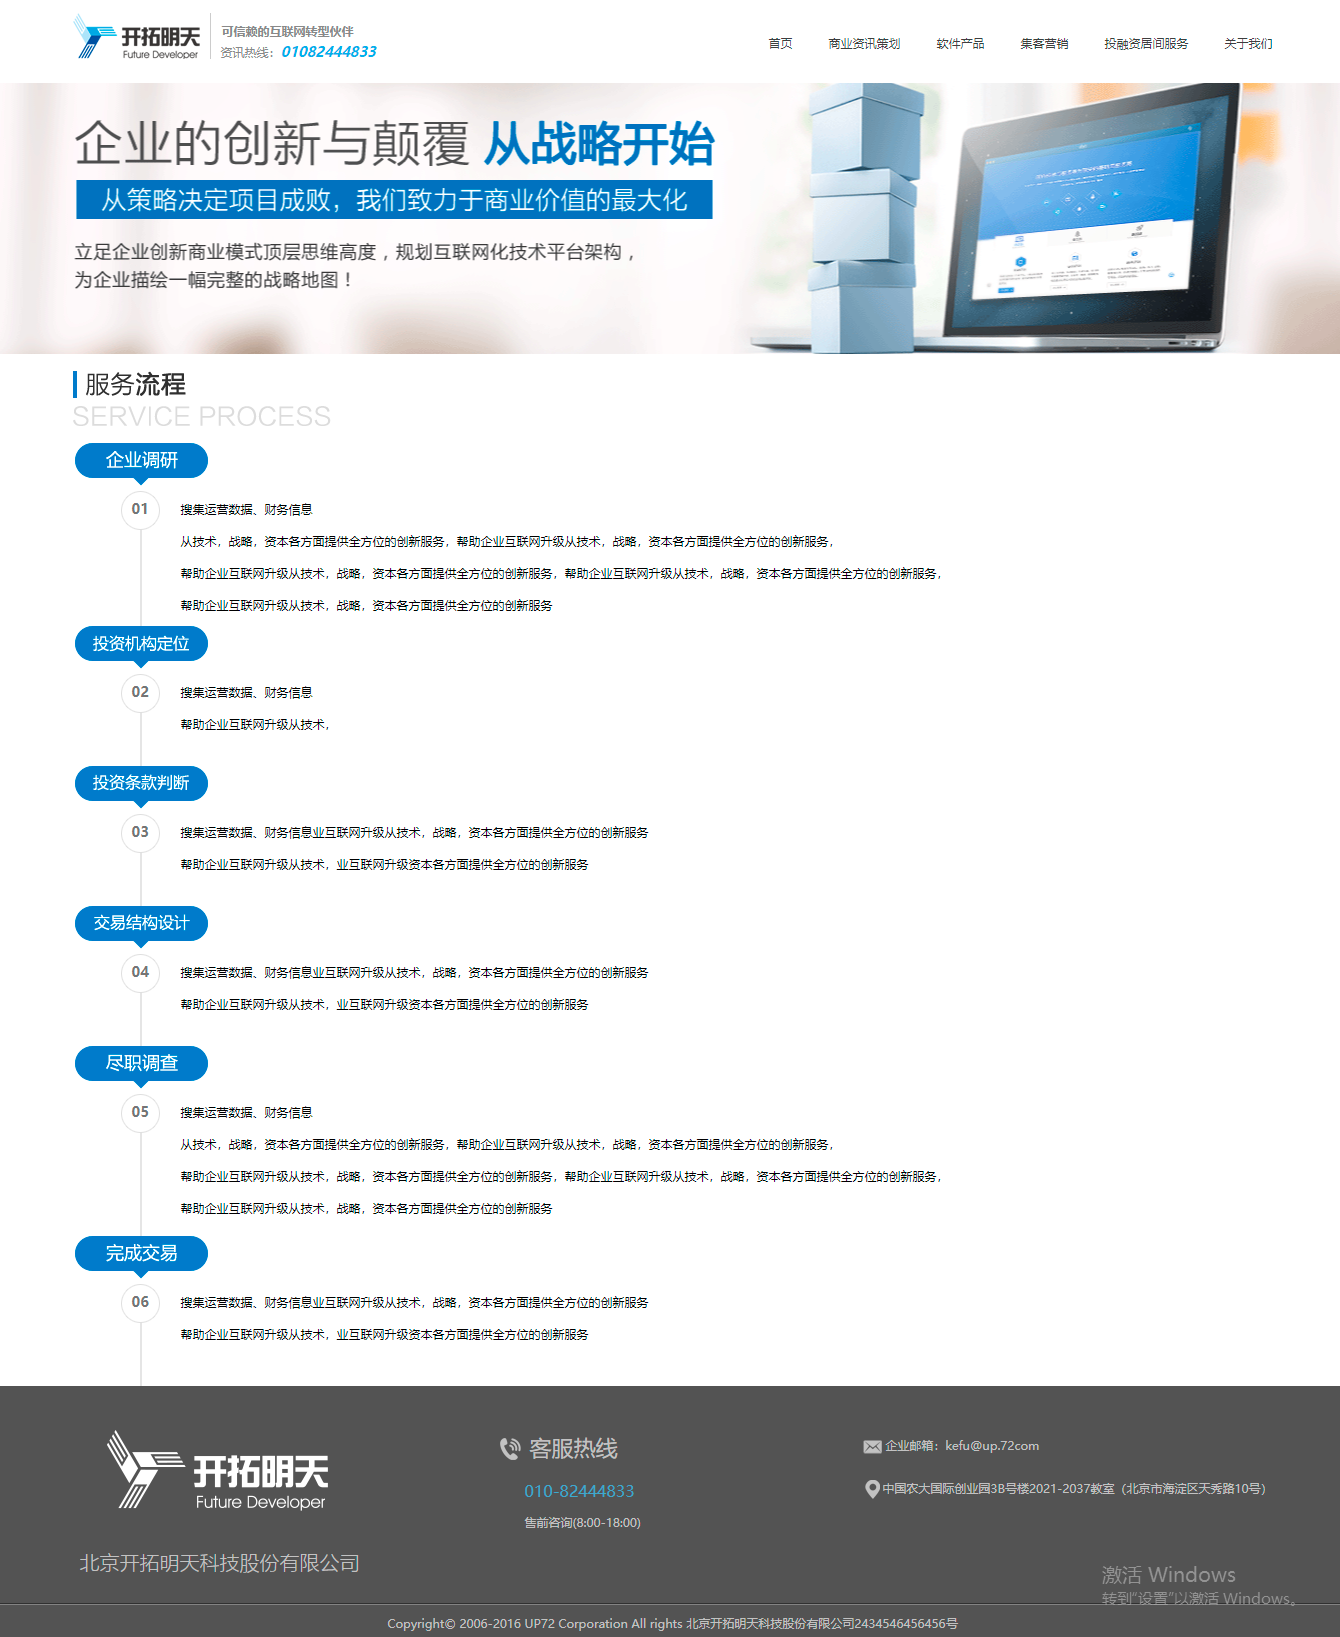 开拓明天
Future Developer
可信赖的互联网转型伙伴
资讯热线：01082444833
首页 商业资讯策划 软件产品 集客营销 投融资居间服务 关于我们
企业的创新与颠覆 从战略开始
从策略决定项目成败，我们致力于商业价值的最大化
立足企业创新商业模式顶层思维高度，规划互联网化技术平台架构，
为企业描绘一幅完整的战略地图！
服务流程
SERVICE PROCESS
企业调研
01
搜集运营数据、财务信息
从技术，战略，资本各方面提供全方位的创新服务，帮助企业互联网升级从技术，战略，资本各方面提供全方位的创新服务，
帮助企业互联网升级从技术，战略，资本各方面提供全方位的创新服务，帮助企业互联网升级从技术，战略，资本各方面提供全方位的创新服务，
帮助企业互联网升级从技术，战略，资本各方面提供全方位的创新服务
投资机构定位
02
搜集运营数据、财务信息
帮助企业互联网升级从技术，
投资条款判断
03
搜集运营数据、财务信息业互联网升级从技术，战略，资本各方面提供全方位的创新服务
帮助企业互联网升级从技术，业互联网升级资本各方面提供全方位的创新服务
交易结构设计
04
搜集运营数据、财务信息业互联网升级从技术，战略，资本各方面提供全方位的创新服务
帮助企业互联网升级从技术，业互联网升级资本各方面提供全方位的创新服务
尽职调查
05
搜集运营数据、财务信息
从技术，战略，资本各方面提供全方位的创新服务，帮助企业互联网升级从技术，战略，资本各方面提供全方位的创新服务，
帮助企业互联网升级从技术，战略，资本各方面提供全方位的创新服务，帮助企业互联网升级从技术，战略，资本各方面提供全方位的创新服务，
帮助企业互联网升级从技术，战略，资本各方面提供全方位的创新服务
完成交易
06
搜集运营数据、财务信息业互联网升级从技术，战略，资本各方面提供全方位的创新服务
帮助企业互联网升级从技术，业互联网升级资本各方面提供全方位的创新服务
开拓明天
Future Developer
北京开拓明天科技股份有限公司
客服热线
010-82444833
售前咨询(8:00-18:00)
企业邮箱：kefu@up.72com
中国农大国际创业园3B号楼2021-2037教室（北京市海淀区天秀路10号）
激活 Windows
转到"设置"以激活 Windows。
Copyright© 2006-2016 UP72 Corporation All rights 北京开拓明天科技股份有限公司2434546456456号